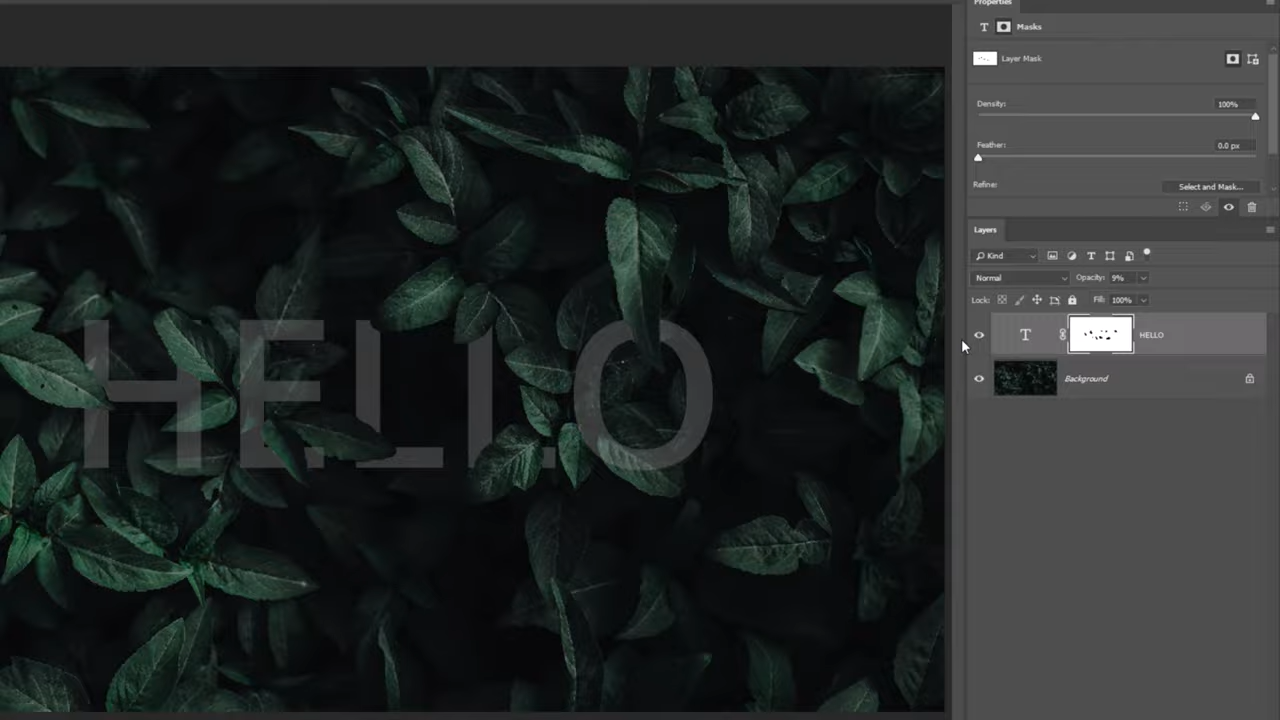 Properties
T Masks
Layer Mask
Density: 100%
Feather: 0.0 px
Refine: Select and Mask...
Layers
Kind T
Normal Opacity: 9%
Lock: Fill: 100%
T HELLO
Background
HELLO